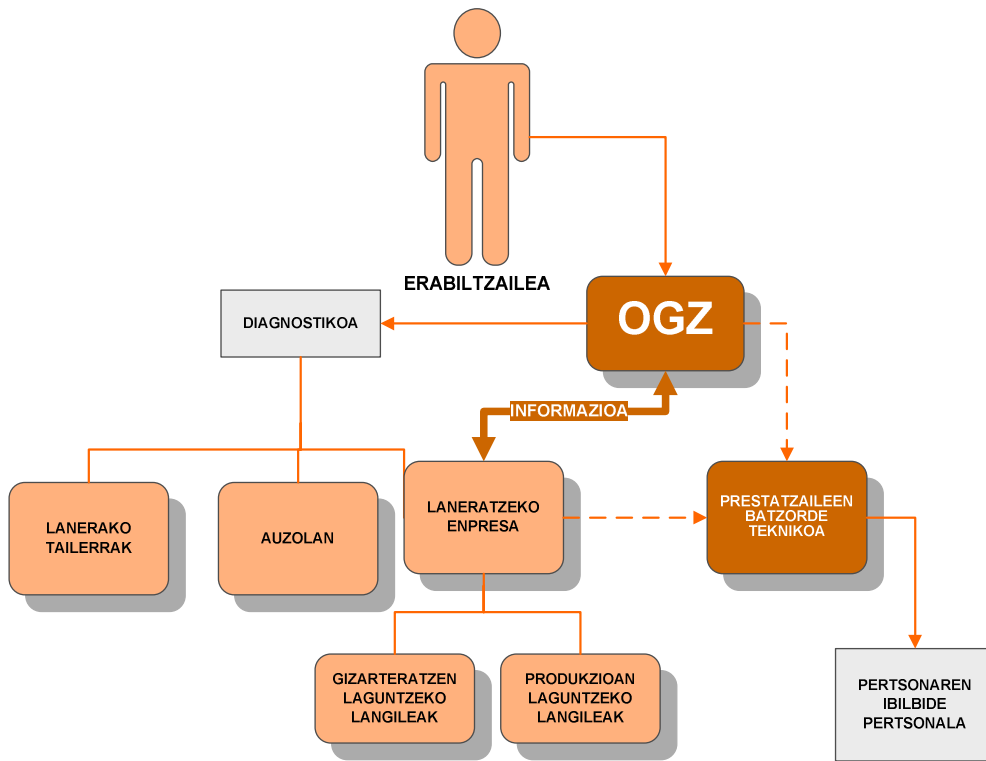 ERABILTZAILEA
OGZ
DIAGNOSTIKOA
INFORMAZIOA
LANERAKO
TAILERRAK
AUZOLAN
LANERATZEKO
ENPRESA
PRESTATZAILEEN
BATZORDE
TEKNIKOA
GIZARTERATZEN
LAGUNTZEKO
LANGILEAK
PRODUKZIOAN
LAGUNTZEKO
LANGILEAK
PERTSONAREN
IBILBIDE
PERTSONALA